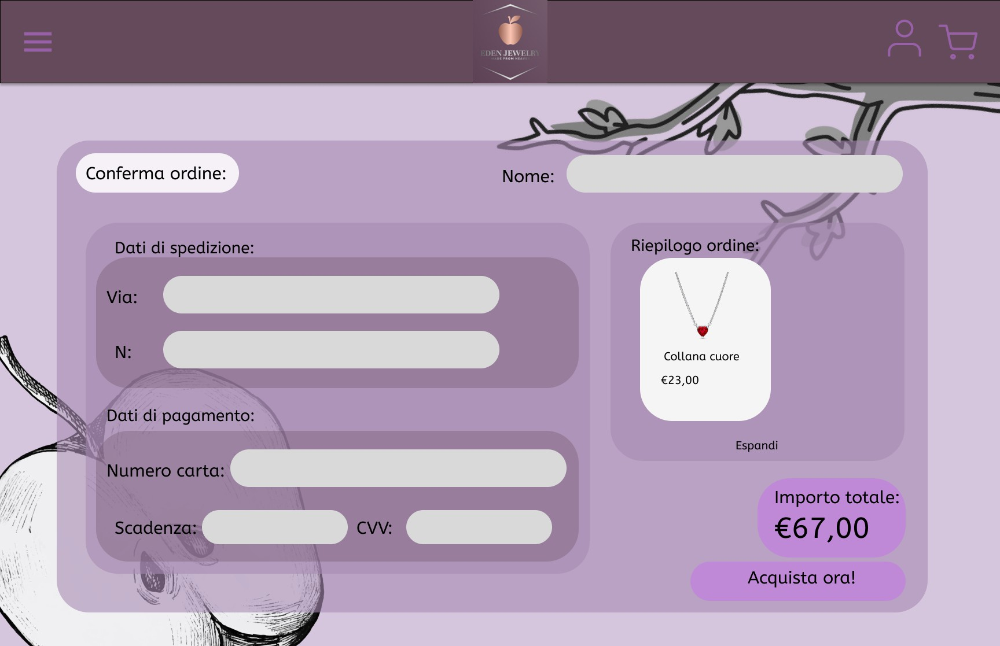 EDEN JEWELRY
MADE FROM HEAVEN
Conferma ordine:
Nome:
Dati di spedizione:
Via:
N:
Dati di pagamento:
Numero carta:
Scadenza:
CVV:
Riepilogo ordine:
Collana cuore
€23,00
Espandi
Importo totale:
€67,00
Acquista ora!